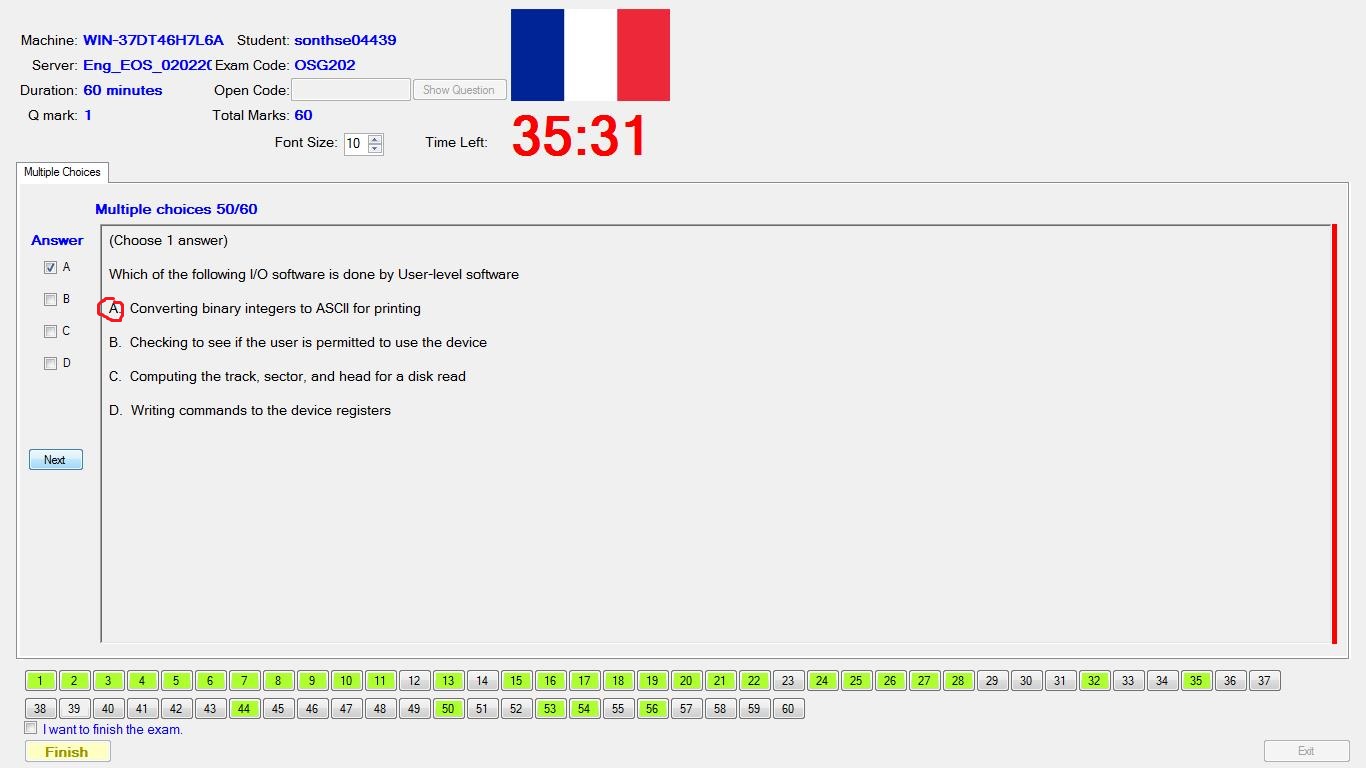 Machine: WIN-37DT46H7L6A Student: sonthse04439
Server: Eng_EOS_02022( Exam Code: OSG202
Duration: 60 minutes Open Code: Show Question
Q mark: 1 Total Marks: 60
Font Size: 10 Time Left: 35:31
Multiple Choices
Multiple choices 50/60
Answer
(Choose 1 answer)
A
Which of the following I/O software is done by User-level software
B
A. Converting binary integers to ASCII for printing
C
B. Checking to see if the user is permitted to use the device
D
C. Computing the track, sector, and head for a disk read
D. Writing commands to the device registers
Next
1 2 3 4 5 6 7 8 9 10 11 12 13 14 15 16 17 18 19 20 21 22 23 24 25 26 27 28 29 30 31 32 33 34 35 36 37
38 39 40 41 42 43 44 45 46 47 48 49 50 51 52 53 54 55 56 57 58 59 60
I want to finish the exam.
Finish Exit